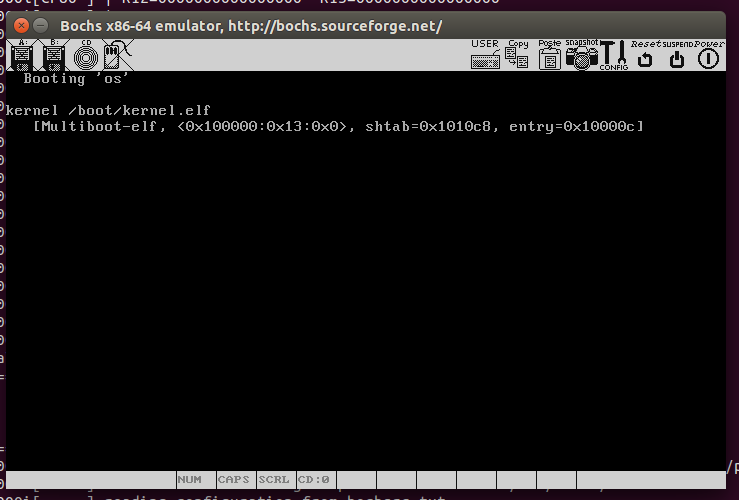 Bochs x86-64 emulator, http://bochs.sourceforge.net/
A: B: CD USER Copy Paste snapshot CONFIG Reset SUSPEND Power
Booting 'os'
kernel /boot/kernel.elf
[Multiboot-elf, <0x100000:0x13:0x0>, shtab=0x1010c8, entry=0x10000c]
NUM CAPS SCRL CD:0